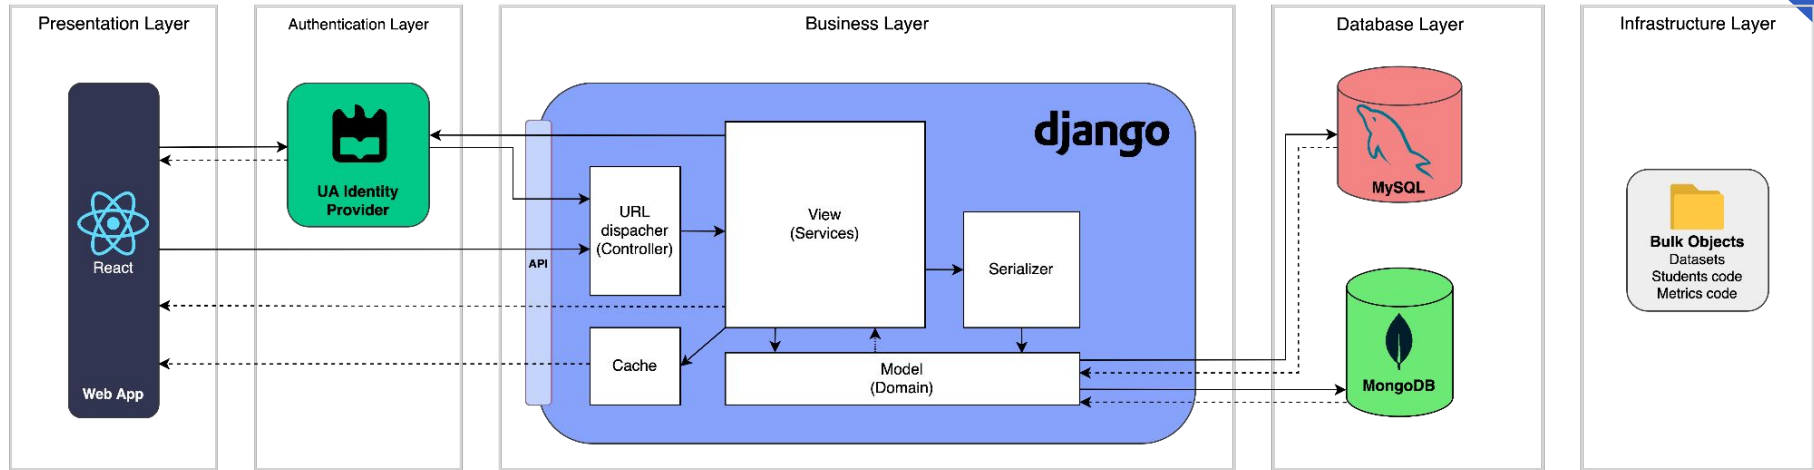 Presentation Layer
Authentication Layer
Business Layer
Database Layer
Infrastructure Layer
UA Identity
Provider
React
Web App
API
django
URL
dispacher
(Controller)
View
(Services)
Serializer
Cache
Model
(Domain)
MySQL
MongoDB
Bulk Objects
Datasets
Students code
Metrics code